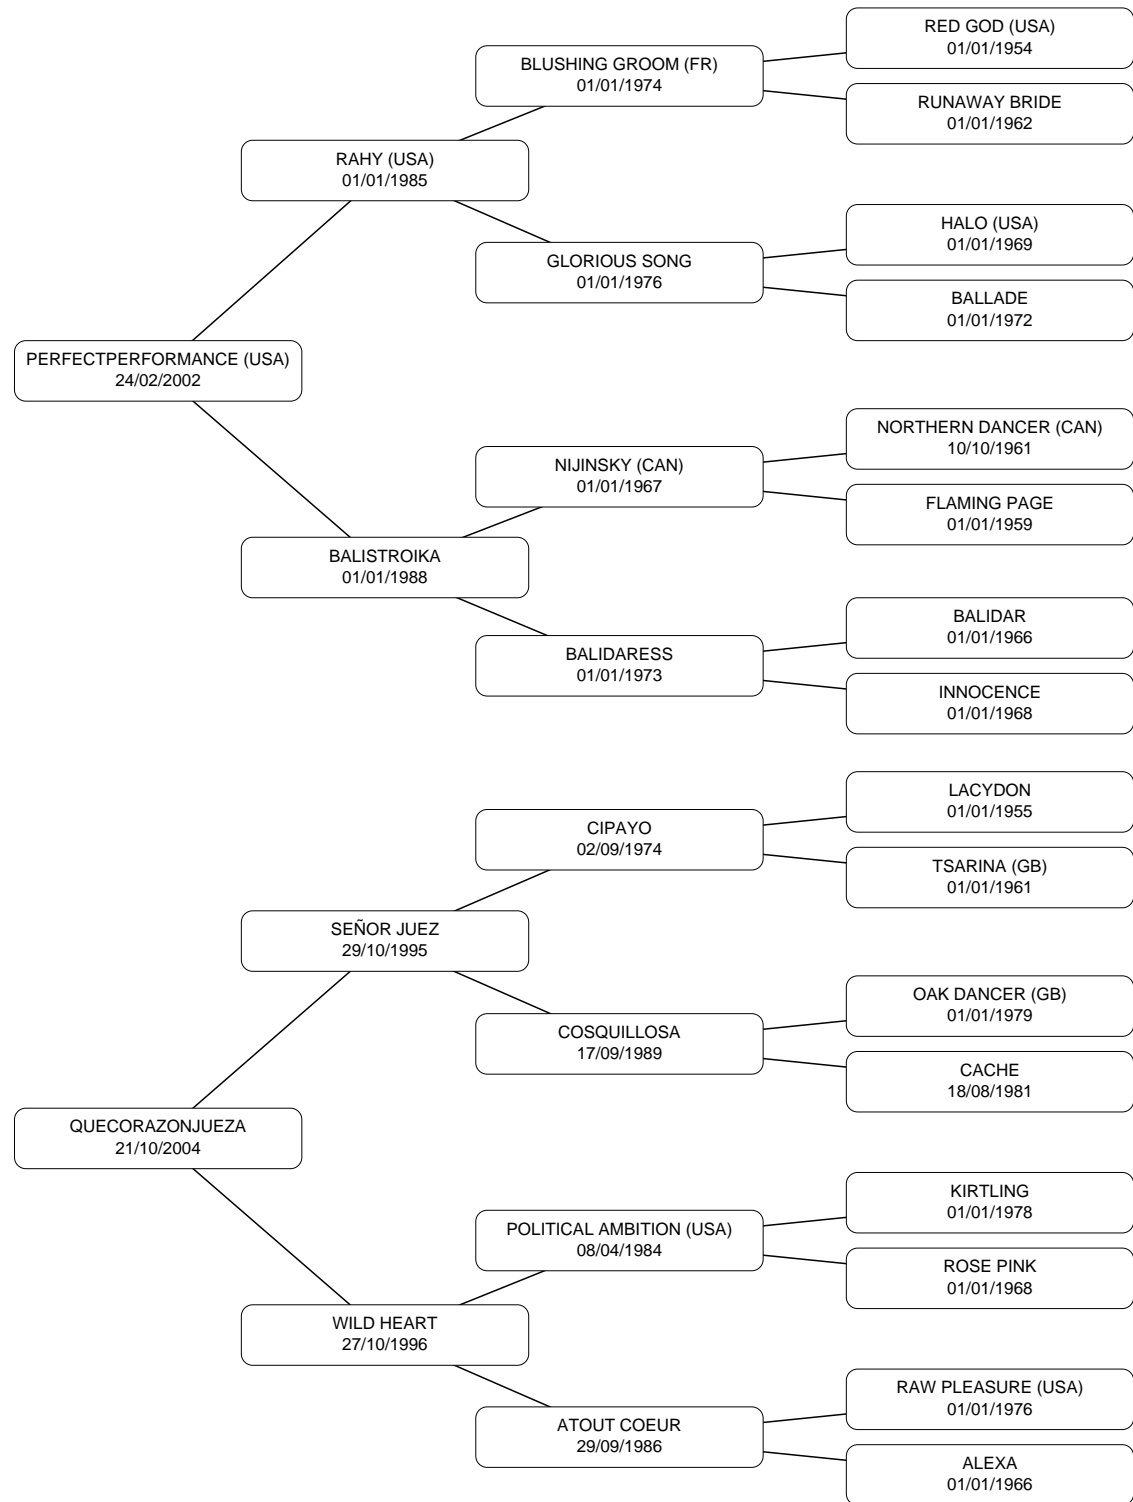 RED GOD (USA)
01/01/1954
BLUSHING GROOM (FR)
01/01/1974
RUNAWAY BRIDE
01/01/1962
RAHY (USA)
01/01/1985
HALO (USA)
01/01/1969
GLORIOUS SONG
01/01/1976
BALLADE
01/01/1972
PERFECTPERFORMANCE (USA)
24/02/2002
NORTHERN DANCER (CAN)
10/10/1961
NIJINSKY (CAN)
01/01/1967
FLAMING PAGE
01/01/1959
BALISTROIKA
01/01/1988
BALIDAR
01/01/1966
BALIDARESS
01/01/1973
INNOCENCE
01/01/1968
LACYDON
01/01/1955
CIPAYO
02/09/1974
TSARINA (GB)
01/01/1961
SEÑOR JUEZ
29/10/1995
OAK DANCER (GB)
01/01/1979
COSQUILLOSA
17/09/1989
CACHE
18/08/1981
QUECORAZONJUEZA
21/10/2004
KIRTLING
01/01/1978
POLITICAL AMBITION (USA)
08/04/1984
ROSE PINK
01/01/1968
WILD HEART
27/10/1996
RAW PLEASURE (USA)
01/01/1976
ATOUT COEUR
29/09/1986
ALEXA
01/01/1966